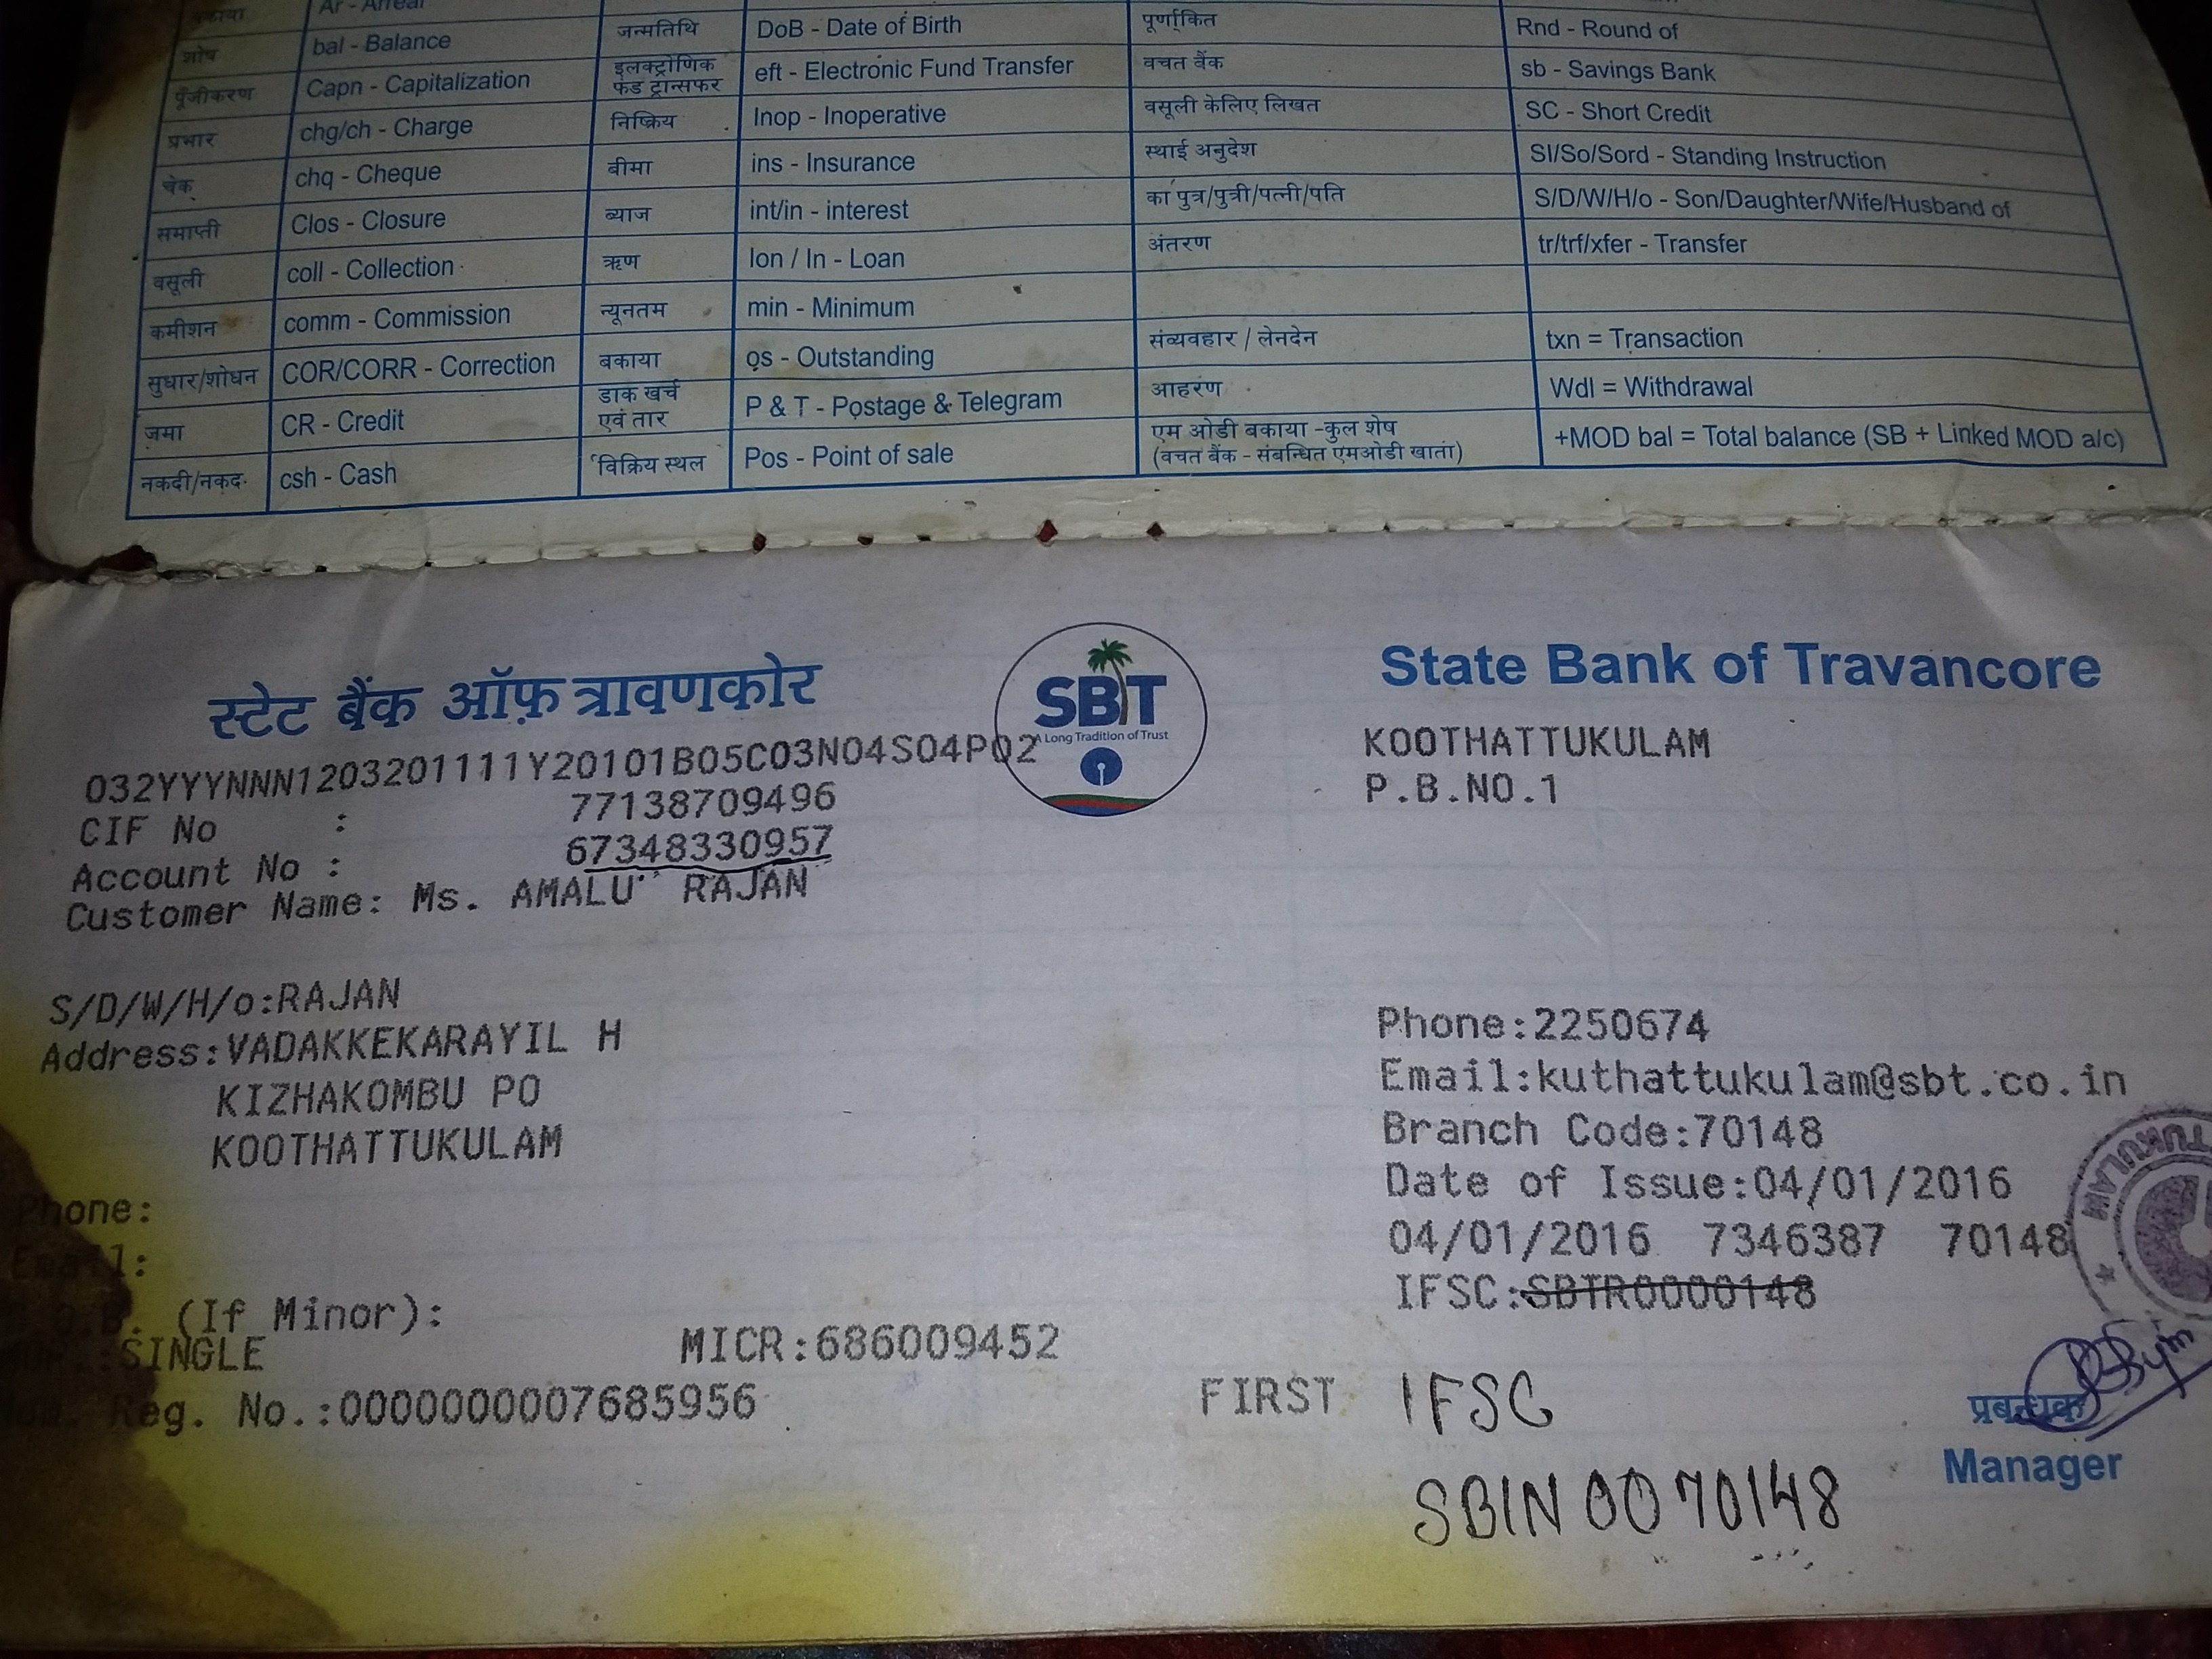 bal - Balance
जन्मतिथि DoB - Date of Birth
पूर्णांकित Rnd - Round of
पूंजीकरण Capn - Capitalization
इलक्ट्रोणिक फंड ट्रान्सफर eft - Electronic Fund Transfer
बचत बैंक sb - Savings Bank
प्रभार chg/ch - Charge
निष्क्रिय Inop - Inoperative
वसूली केलिए लिखत SC - Short Credit
चेक chq - Cheque
बीमा ins - Insurance
स्थाई अनुदेश SI/So/Sord - Standing Instruction
समाप्ती Clos - Closure
ब्याज int/in - interest
का पुत्र/पुत्री/पत्नी/पति S/D/W/H/o - Son/Daughter/Wife/Husband of
वसूली coll - Collection
ऋण lon / ln - Loan
अंतरण tr/trf/xfer - Transfer
कमीशन comm - Commission
न्यूनतम min - Minimum
सुधार/शोधन COR/CORR - Correction
बकाया os - Outstanding
संव्यवहार / लेनदेन txn = Transaction
जमा CR - Credit
डाक खर्च एवं तार P & T - Postage & Telegram
आहरंण Wdl = Withdrawal
नकदी/नकद csh - Cash
विक्रिय स्थल Pos - Point of sale
एम ओडी बकाया -कुल शेष
(बचत बैंक - संबन्धित एमओडी खाता)
+MOD bal = Total balance (SB + Linked MOD a/c)
स्टेट बैंक ऑफ़ त्रावणकोर
SBT
A Long Tradition of Trust
State Bank of Travancore
032YYYNNN1203201111Y20101B05C03N04S04P02
KOOTHATTUKULAM
CIF No : 77138709496
P.B.NO.1
Account No : 67348330957
Customer Name: Ms. AMALU RAJAN
S/D/W/H/o:RAJAN
Phone:2250674
Address:VADAKKEKARAYIL H
Email:kuthattukulam@sbt.co.in
KIZHAKOMBU PO
Branch Code:70148
KOOTHATTUKULAM
Date of Issue:04/01/2016
Phone:
04/01/2016 7346387 70148
IFSC:SBTR0000148
(If Minor):
SINGLE
MICR:686009452
FIRST
IFSC
Reg. No.:0000000007685956
SBIN0070148
प्रबन्धक
Manager